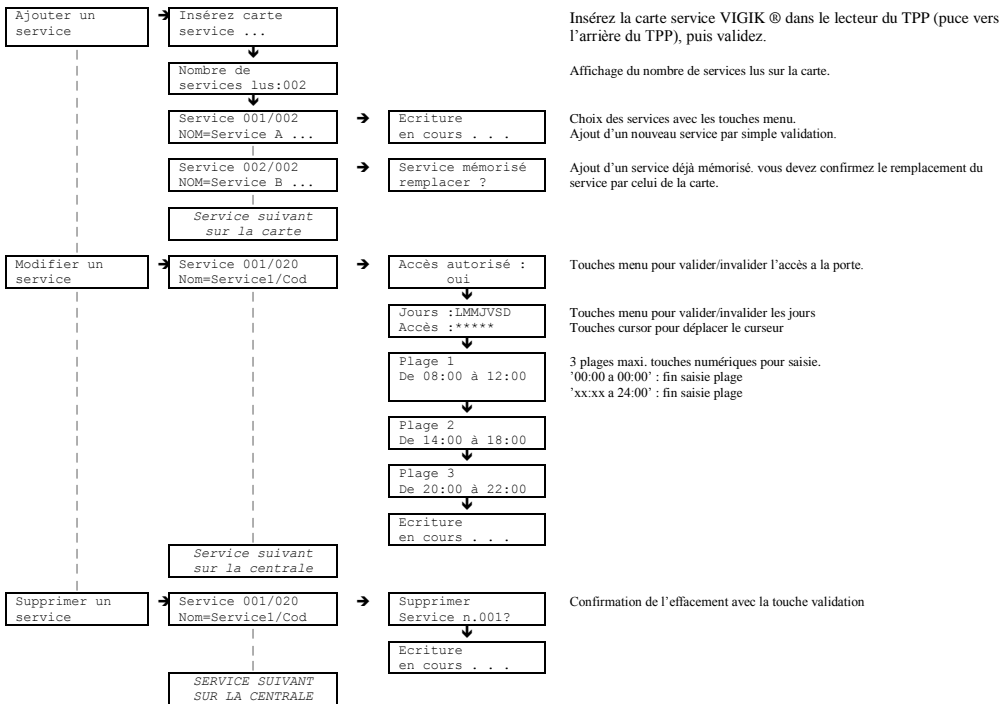 Ajouter un
service
Insérez carte
service ...
Insérez la carte service VIGIK ® dans le lecteur du TPP (puce vers
l’arrière du TPP), puis validez.
Nombre de
services lus:002
Affichage du nombre de services lus sur la carte.
Service 001/002
NOM=Service A ...
Ecriture
en cours . . .
Choix des services avec les touches menu.
Ajout d’un nouveau service par simple validation.
Service 002/002
NOM=Service B ...
Service mémorisé
remplacer ?
Ajout d’un service déjà mémorisé. vous devez confirmez le remplacement du
service par celui de la carte.
Service suivant
sur la carte
Modifier un
service
Service 001/020
Nom=Service1/Cod
Accès autorisé :
oui
Touches menu pour valider/invalider l’accès a la porte.
Jours :LMMJVSD
Accès :*****
Touches menu pour valider/invalider les jours
Touches cursor pour déplacer le curseur
Plage 1
De 08:00 à 12:00
3 plages maxi. touches numériques pour saisie.
’00:00 a 00:00’ : fin saisie plage
’xx:xx a 24:00’ : fin saisie plage
Plage 2
De 14:00 à 18:00
Plage 3
De 20:00 à 22:00
Ecriture
en cours . . .
Service suivant
sur la centrale
Supprimer un
service
Service 001/020
Nom=Service1/Cod
Supprimer
Service n.001?
Confirmation de l’effacement avec la touche validation
Ecriture
en cours . . .
SERVICE SUIVANT
SUR LA CENTRALE